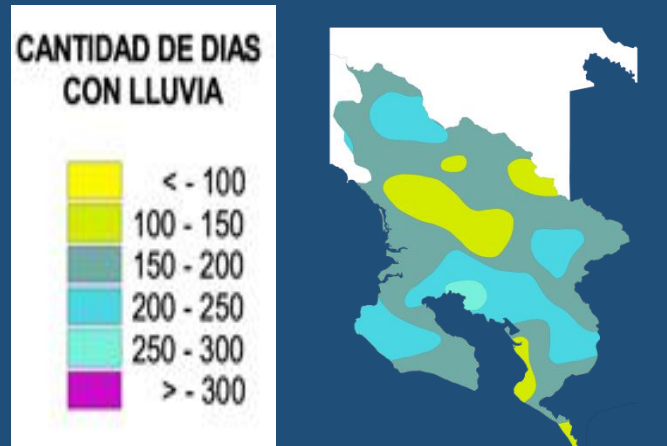 CANTIDAD DE DIAS
CON LLUVIA
< - 100
100 - 150
150 - 200
200 - 250
250 - 300
> - 300